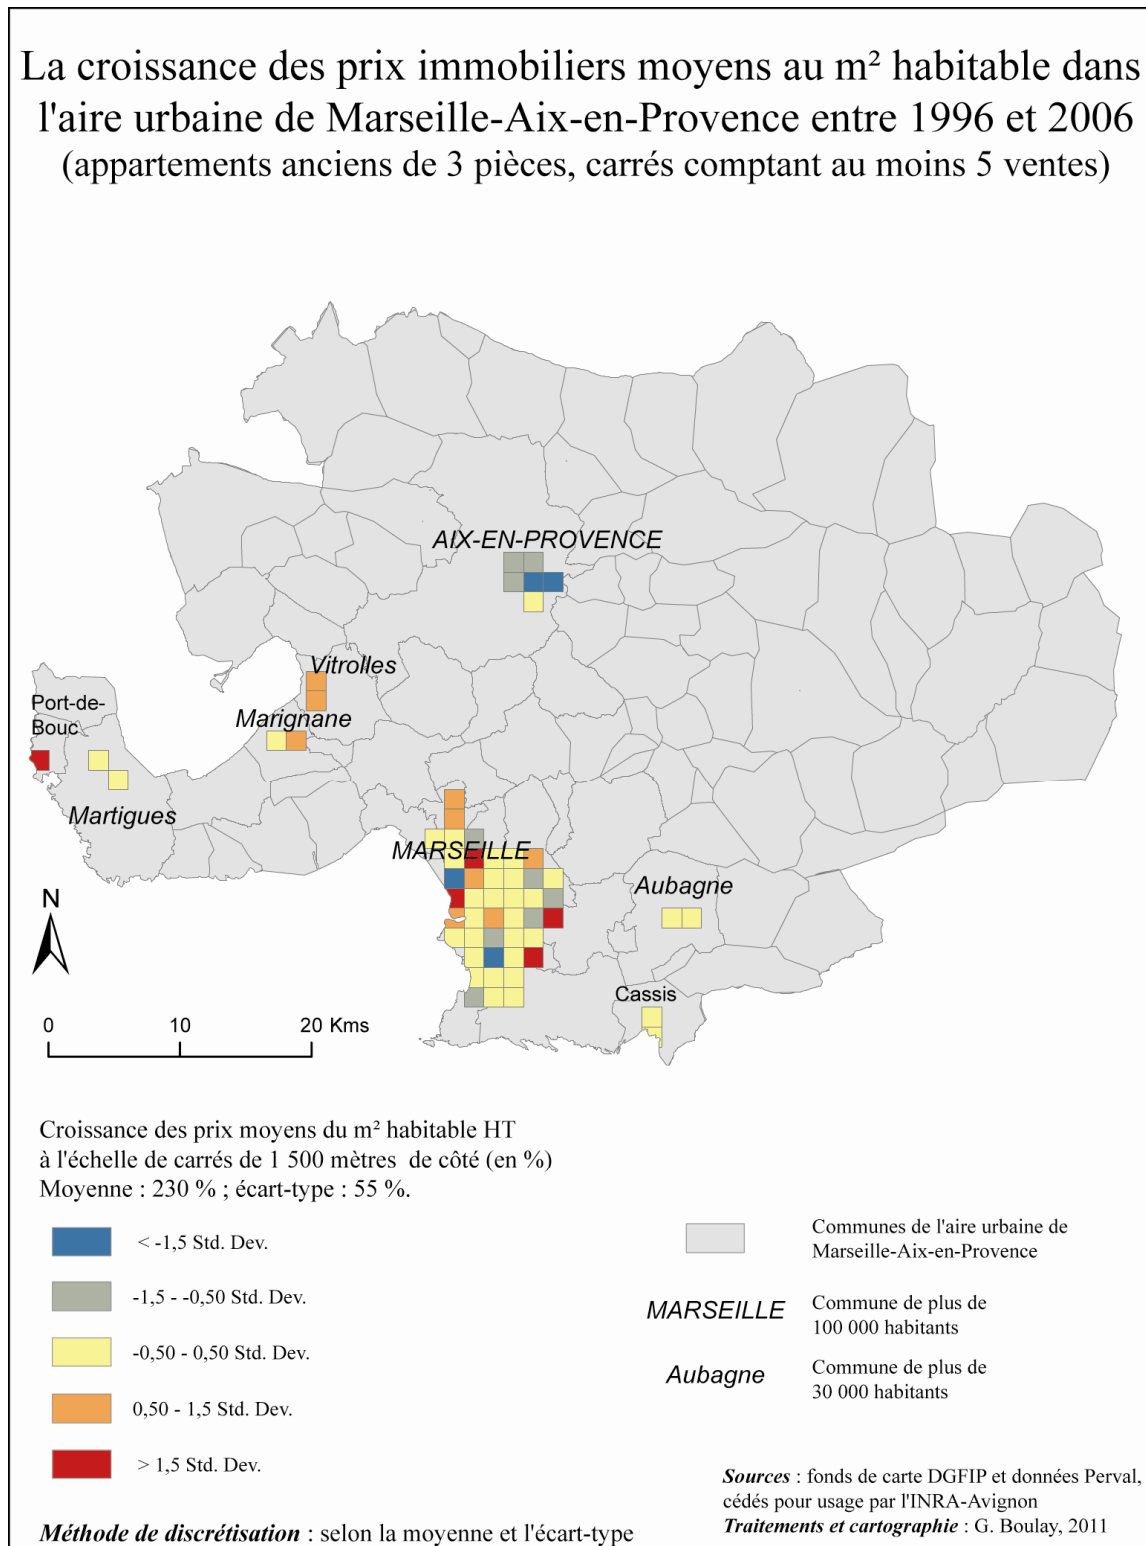 La croissance des prix immobiliers moyens au m² habitable dans
l'aire urbaine de Marseille-Aix-en-Provence entre 1996 et 2006
(appartements anciens de 3 pièces, carrés comptant au moins 5 ventes)
AIX-EN-PROVENCE
Vitrolles
Port-de-
Bouc
Marignane
Martigues
MARSEILLE
Aubagne
N
Cassis
0 10 20 Kms
Croissance des prix moyens du m² habitable HT
à l'échelle de carrés de 1 500 mètres de côté (en %)
Moyenne : 230 % ; écart-type : 55 %.
< -1,5 Std. Dev.
-1,5 - -0,50 Std. Dev.
-0,50 - 0,50 Std. Dev.
0,50 - 1,5 Std. Dev.
> 1,5 Std. Dev.
Communes de l'aire urbaine de
Marseille-Aix-en-Provence
MARSEILLE
Commune de plus de
100 000 habitants
Aubagne
Commune de plus de
30 000 habitants
Sources : fonds de carte DGFIP et données Perval,
cédés pour usage par l'INRA-Avignon
Traitements et cartographie : G. Boulay, 2011
Méthode de discrétisation : selon la moyenne et l'écart-type